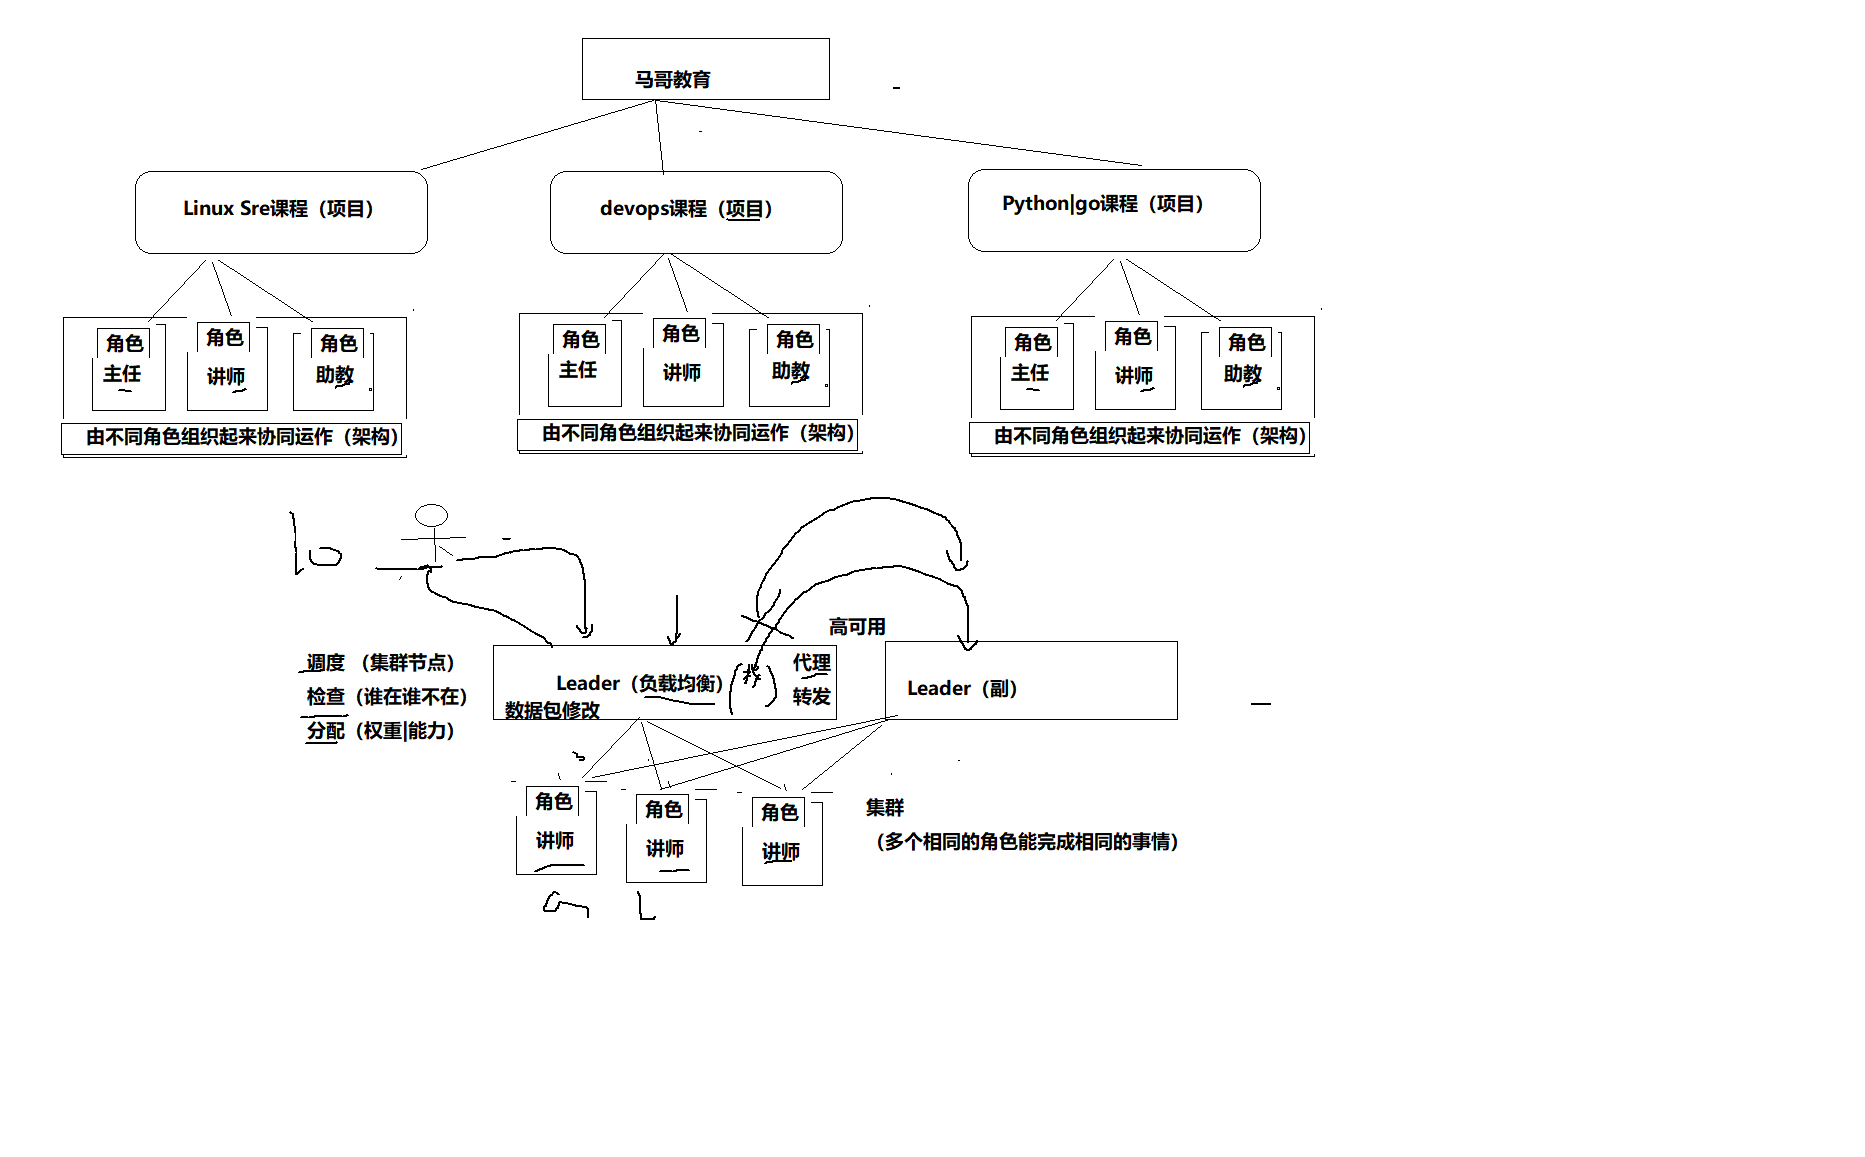 马哥教育
Linux Sre课程（项目）
devops课程（项目）
Python|go课程（项目）
角色
主任
角色
讲师
角色
助教
由不同角色组织起来协同运作（架构）
角色
主任
角色
讲师
角色
助教
由不同角色组织起来协同运作（架构）
角色
主任
角色
讲师
角色
助教
由不同角色组织起来协同运作（架构）
lo
高可用
调度 （集群节点）
检查（谁在谁不在）
分配（权重|能力）
Leader（负载均衡）
数据包修改
代理
转发
Leader（副）
角色
讲师
角色
讲师
角色
讲师
集群
（多个相同的角色能完成相同的事情）